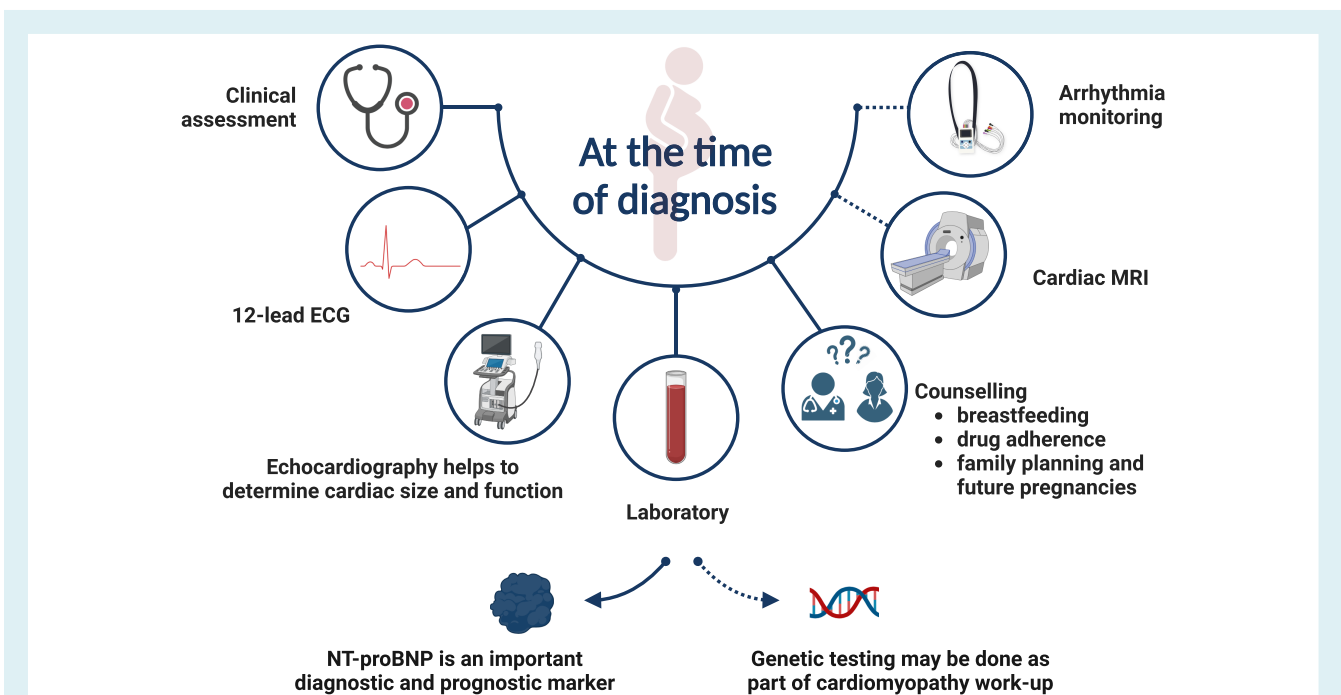 At the time
of diagnosis
Clinical
assessment
12-lead ECG
Echocardiography helps to
determine cardiac size and function
Laboratory
Counselling
• breastfeeding
• drug adherence
• family planning and
future pregnancies
Cardiac MRI
Arrhythmia
monitoring
???
NT-proBNP is an important
diagnostic and prognostic marker
Genetic testing may be done as
part of cardiomyopathy work-up